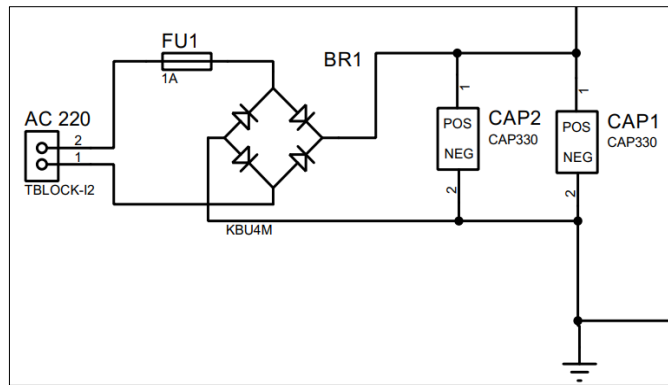 FU1
1A
BR1
AC 220
2
1
TBLOCK-I2
KBU4M
1
POS
NEG
2
CAP2
CAP330
1
POS
NEG
2
CAP1
CAP330